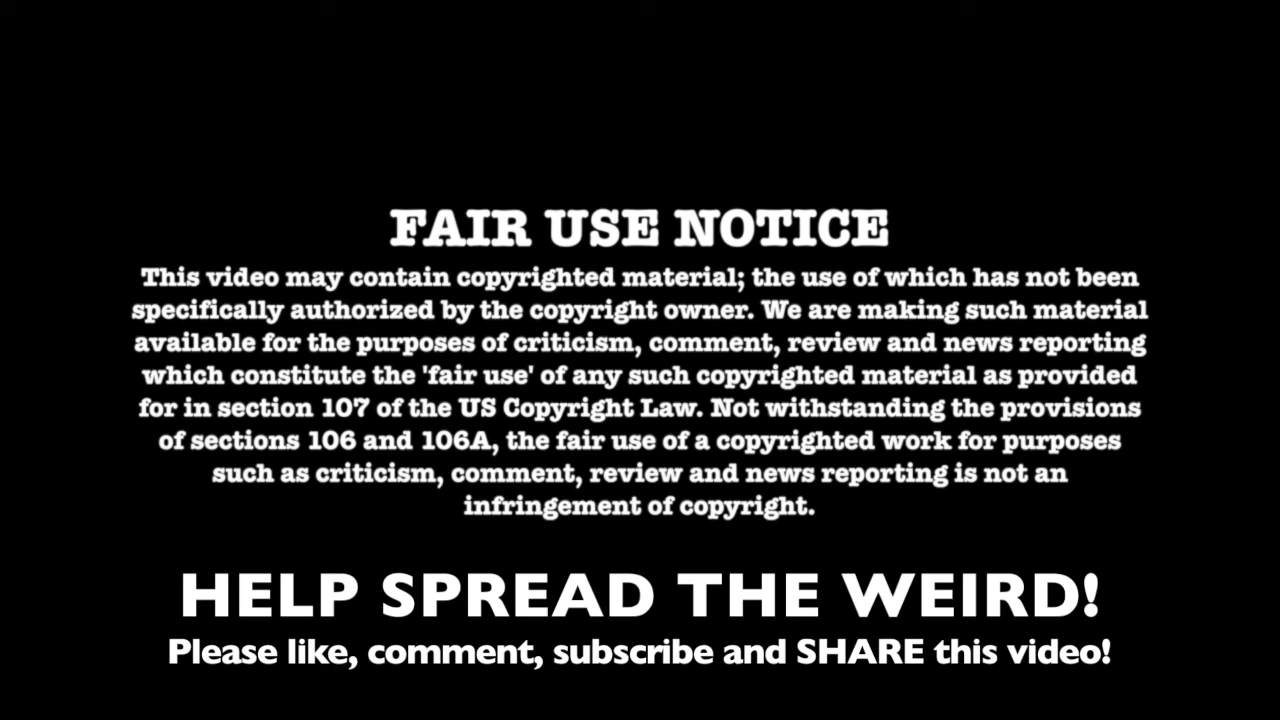 FAIR USE NOTICE
This video may contain copyrighted material; the use of which has not been
specifically authorized by the copyright owner. We are making such material
available for the purposes of criticism, comment, review and news reporting
which constitute the 'fair use' of any such copyrighted material as provided
for in section 107 of the US Copyright Law. Not withstanding the provisions
of sections 106 and 106A, the fair use of a copyrighted work for purposes
such as criticism, comment, review and news reporting is not an
infringement of copyright.
HELP SPREAD THE WEIRD!
Please like, comment, subscribe and SHARE this video!